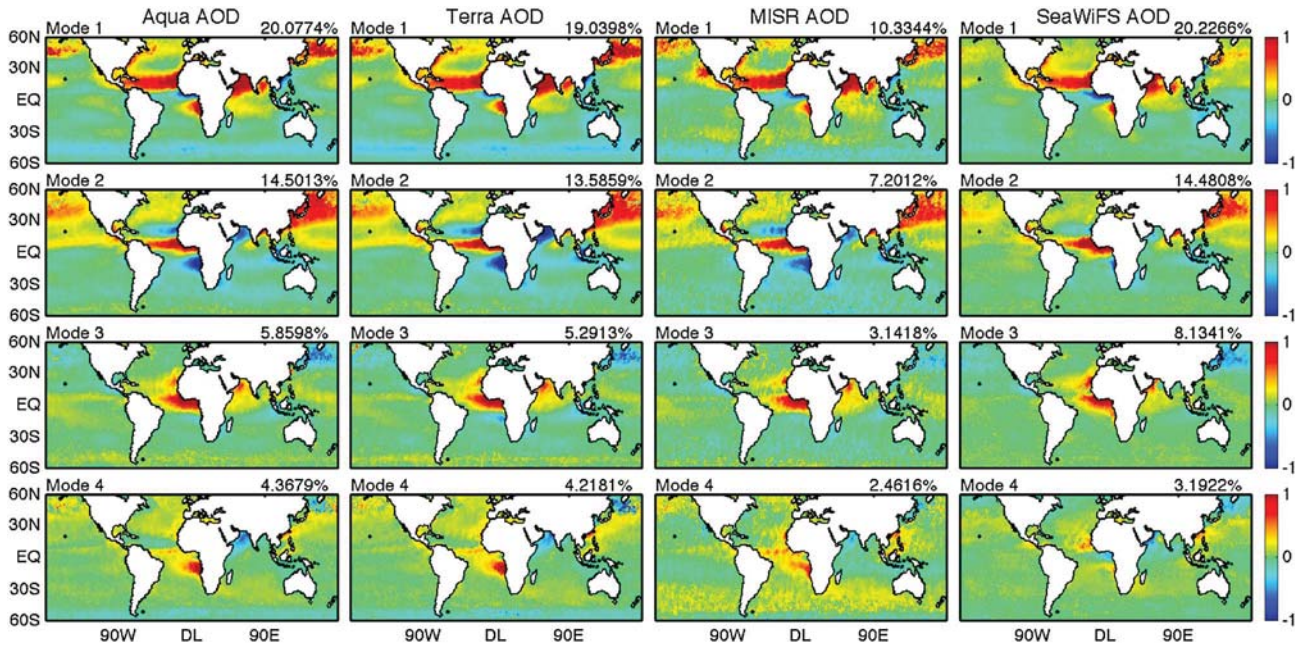 Aqua AOD Terra AOD MISR AOD SeaWiFS AOD
Mode 1 20.0774% Mode 1 19.0398% Mode 1 10.3344% Mode 1 20.2266%
60N 1
30N
EQ 0
30S
60S -1
Mode 2 14.5013% Mode 2 13.5859% Mode 2 7.2012% Mode 2 14.4808%
60N 1
30N
EQ 0
30S
60S -1
Mode 3 5.8598% Mode 3 5.2913% Mode 3 3.1418% Mode 3 8.1341%
60N 1
30N
EQ 0
30S
60S -1
Mode 4 4.3679% Mode 4 4.2181% Mode 4 2.4616% Mode 4 3.1922%
60N 1
30N
EQ 0
30S
60S -1
90W DL 90E 90W DL 90E 90W DL 90E 90W DL 90E